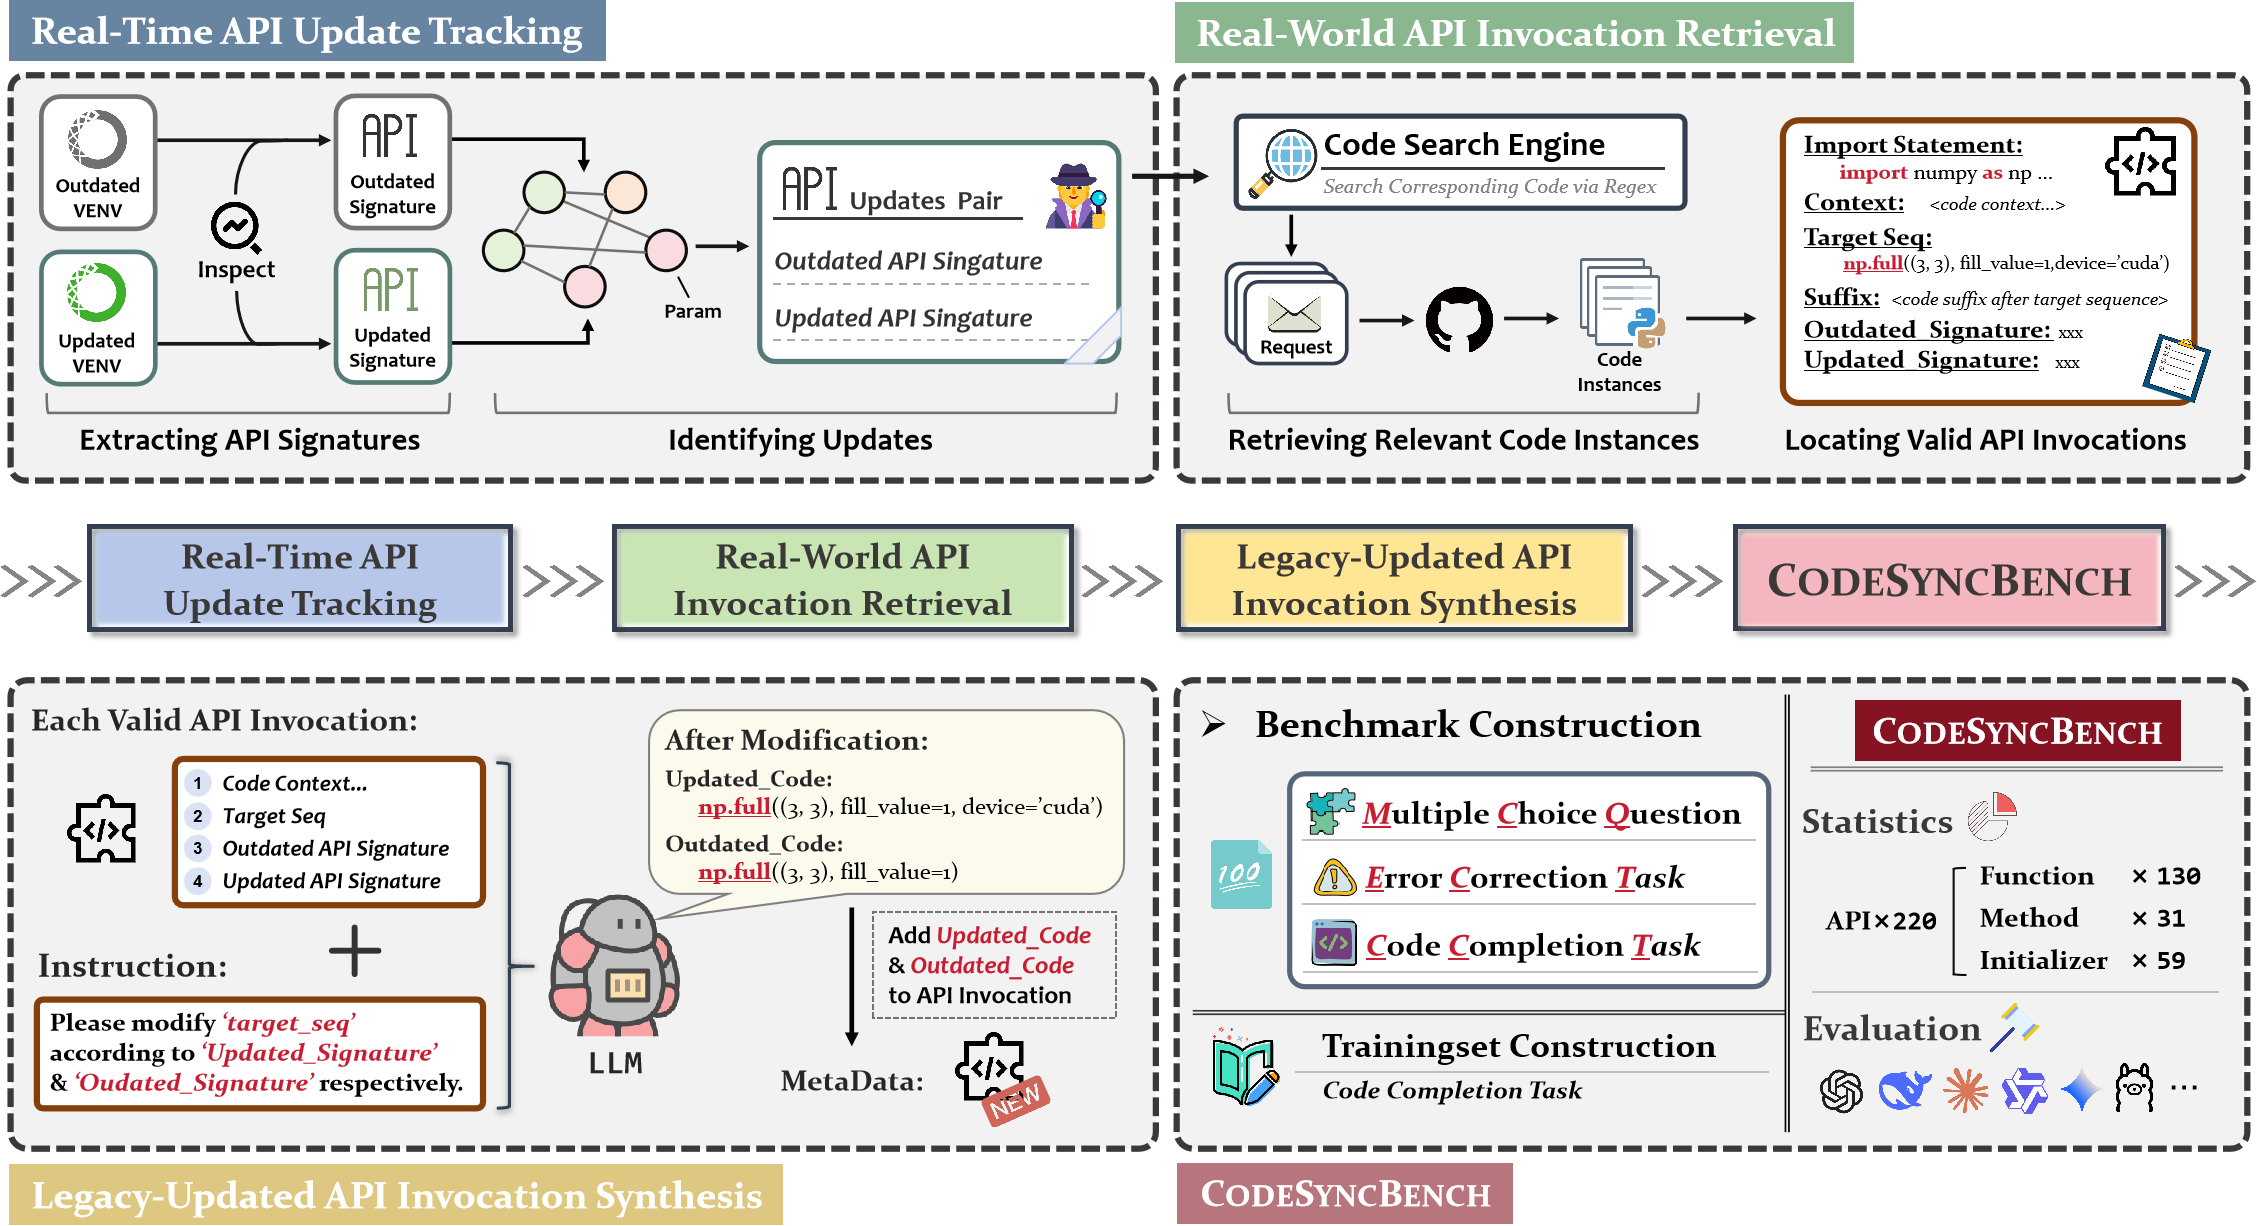 Real-Time API Update Tracking
Outdated
VENV
Updated
VENV
Inspect
API
Outdated
Signature
API
Updated
Signature
Param
API Updates Pair
Outdated API Singature
Updated API Singature
Extracting API Signatures
Identifying Updates
Real-World API Invocation Retrieval
Code Search Engine
Search Corresponding Code via Regex
Request
Code
Instances
Import Statement:
import numpy as np ...
Context: <code context...>
Target Seq:
np.full((3, 3), fill_value=1,device='cuda')
Suffix: <code suffix after target sequence>
Outdated_Signature: xxx
Updated_Signature: xxx
Retrieving Relevant Code Instances
Locating Valid API Invocations
Real-Time API
Update Tracking
Real-World API
Invocation Retrieval
Legacy-Updated API
Invocation Synthesis
CODESYNCBENCH
Each Valid API Invocation:
</>
1 Code Context...
2 Target Seq
3 Outdated API Signature
4 Updated API Signature
+
Instruction:
Please modify 'target_seq'
according to 'Updated_Signature'
& 'Oudated_Signature' respectively.
LLM
After Modification:
Updated_Code:
np.full((3, 3), fill_value=1, device='cuda')
Outdated_Code:
np.full((3, 3), fill_value=1)
Add Updated_Code
& Outdated_Code
to API Invocation
MetaData:
</>
NEW
Legacy-Updated API Invocation Synthesis
➢ Benchmark Construction
100
Multiple Choice Question
Error Correction Task
Code Completion Task
Trainingset Construction
Code Completion Task
CODESYNCBENCH
Statistics
API×220
Function × 130
Method × 31
Initializer × 59
Evaluation
...
CODESYNCBENCH